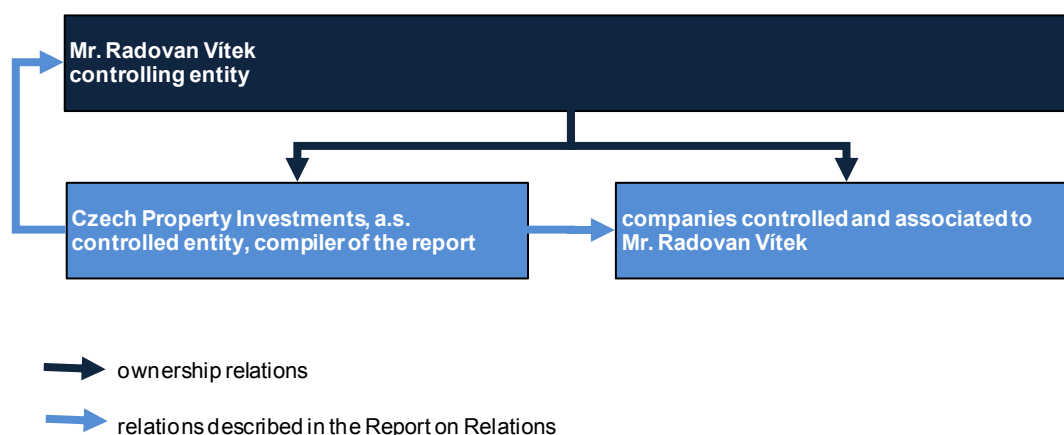 Mr. Radovan Vítek
controlling entity
Czech Property Investments, a.s.
controlled entity, compiler of the report
companies controlled and associated to
Mr. Radovan Vítek
ownership relations
relations described in the Report on Relations